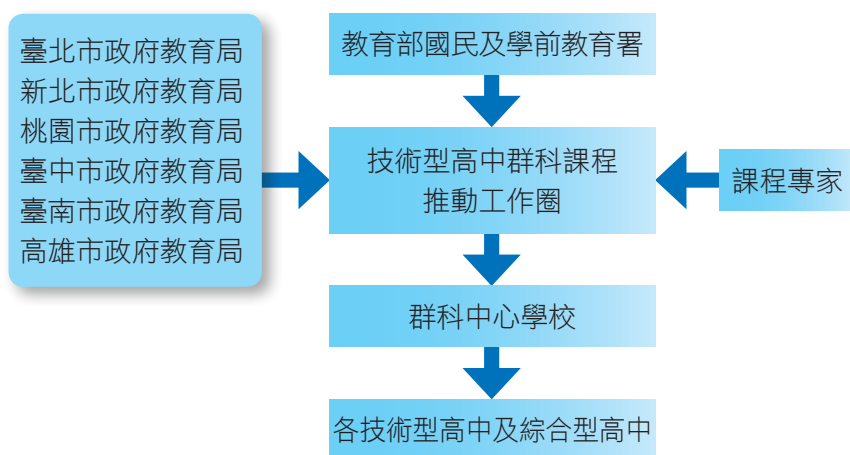 臺北市政府教育局
新北市政府教育局
桃園市政府教育局
臺中市政府教育局
臺南市政府教育局
高雄市政府教育局
教育部國民及學前教育署
技術型高中群科課程
推動工作圈
課程專家
群科中心學校
各技術型高中及綜合型高中